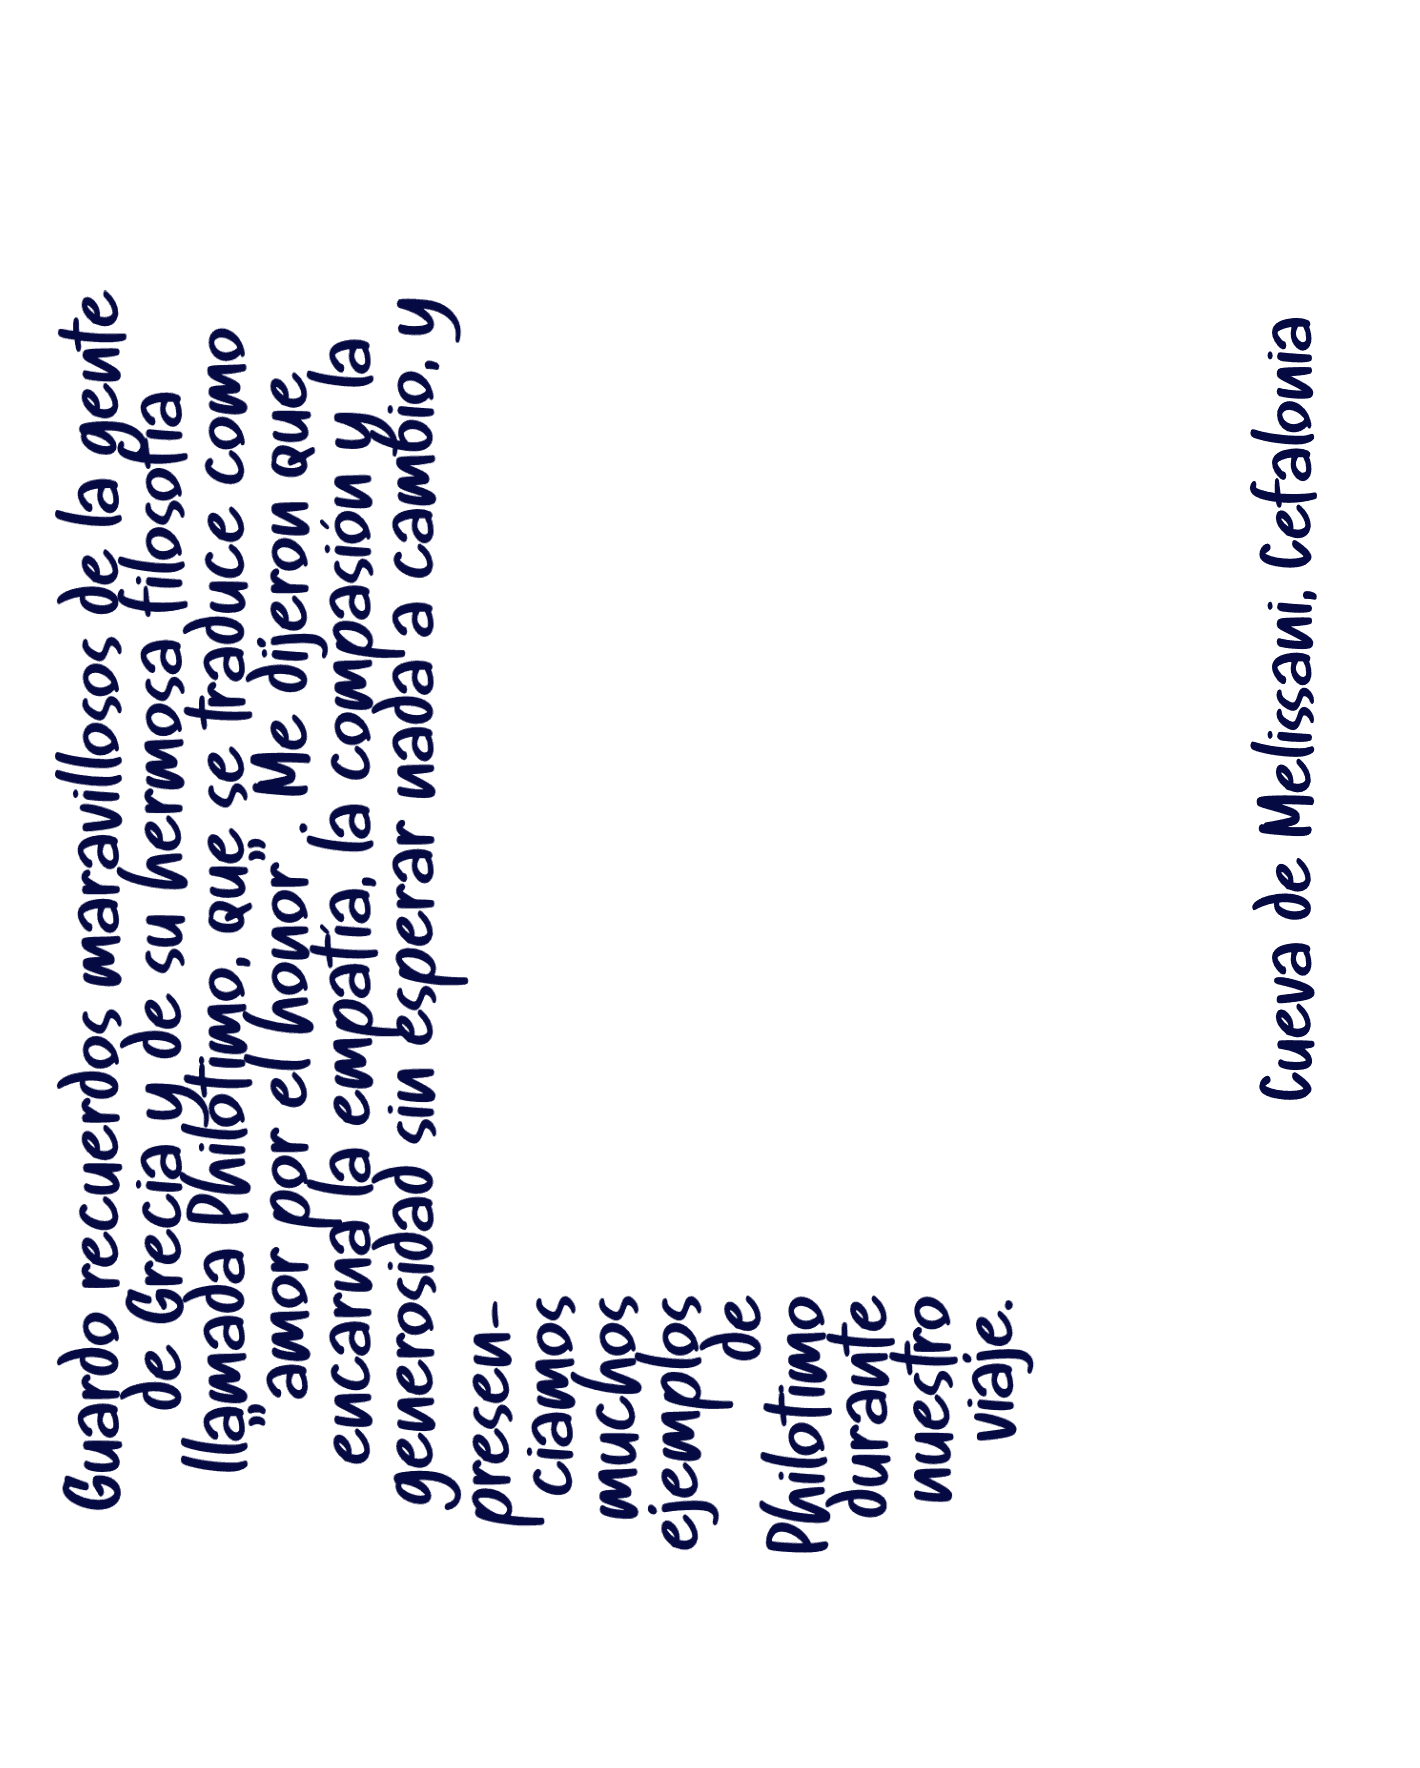 Guardo recuerdos maravillosos de la gente
de Grecia y de su hermosa filosofía
llamada Philotimo, que se traduce como
"amor por el honor". Me dijeron que
encarna la empatía, la compasión y la
generosidad sin esperar nada a cambio, y
presen-
ciamos
muchos
ejemplos
de
Philotimo
durante
nuestro
viaje.
Cueva de Melissani, Cefalonia